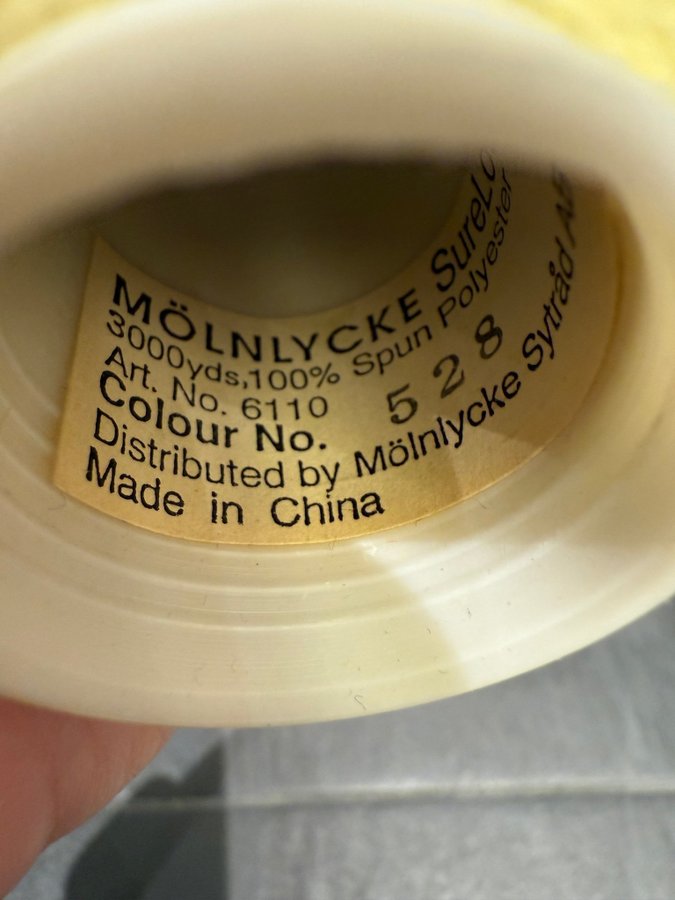 MÖLNLYCKE
3000yds,100% Spun Polyester
Art. No. 6110
Colour No. 528
Distributed by Mölnlycke Sytråd
Made in China